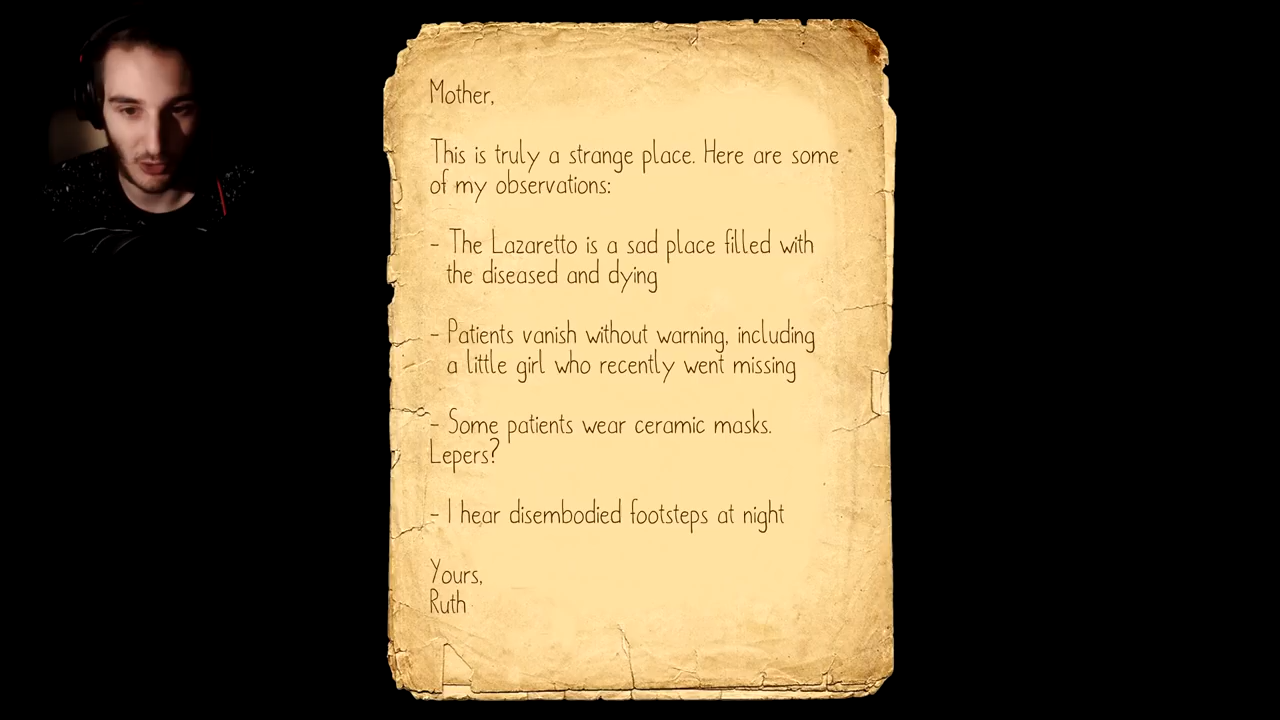 Mother,
This is truly a strange place. Here are some
of my observations:
- The Lazaretto is a sad place filled with
the diseased and dying
- Patients vanish without warning, including
a little girl who recently went missing
- Some patients wear ceramic masks.
Lepers?
- I hear disembodied footsteps at night
Yours,
Ruth